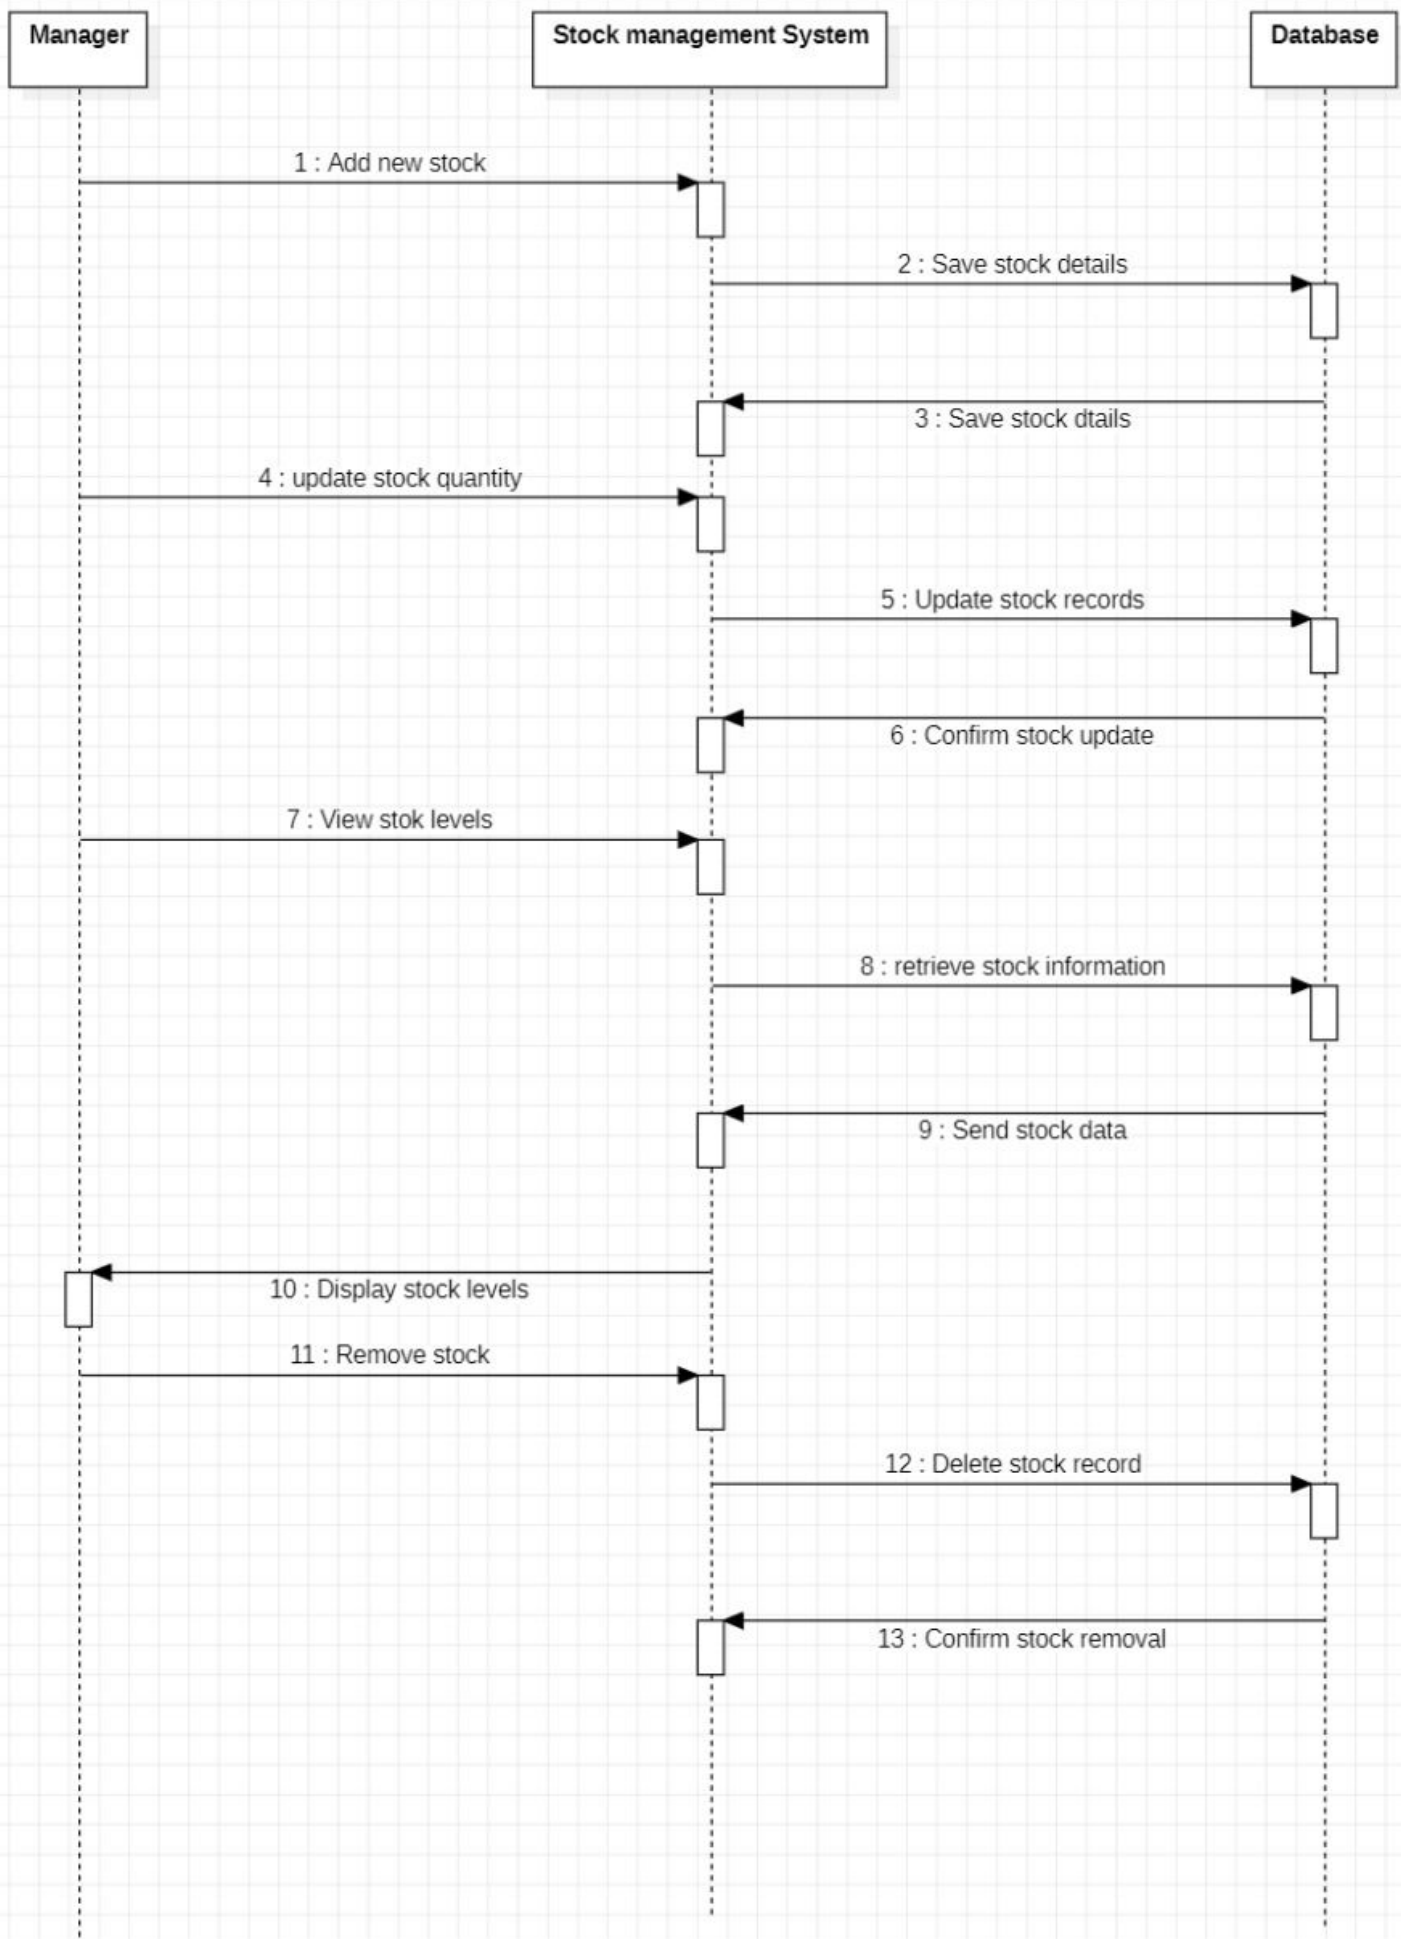 Manager
Stock management System
Database
1 : Add new stock
2 : Save stock details
3 : Save stock dtails
4 : update stock quantity
5 : Update stock records
6 : Confirm stock update
7 : View stok levels
8 : retrieve stock information
9 : Send stock data
10 : Display stock levels
11 : Remove stock
12 : Delete stock record
13 : Confirm stock removal